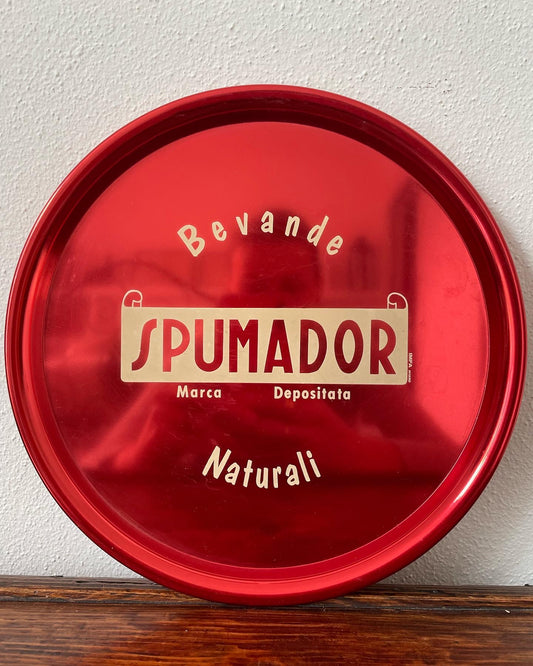 Bevande
SPUMADOR
Marca Depositata
Naturali